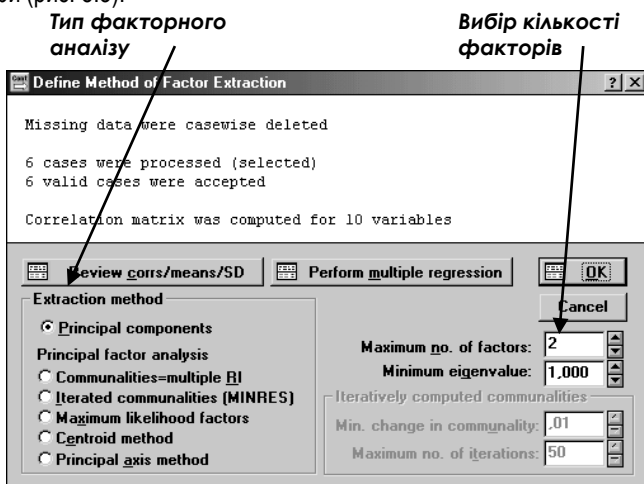 Тип факторного
аналізу
Вибір кількості
факторів
Define Method of Factor Extraction
Missing data were casewise deleted
6 cases were processed (selected)
6 valid cases were accepted
Correlation matrix was computed for 10 variables
Review corrs/means/SD
Perform multiple regression
OK
Cancel
Extraction method
Principal components
Principal factor analysis
Communalities=multiple RI
Iterated communalities (MINRES)
Maximum likelihood factors
Centroid method
Principal axis method
Maximum no. of factors: 2
Minimum eigenvalue: 1,000
Iteratively computed communalities
Min. change in communality: ,01
Maximum no. of iterations: 50